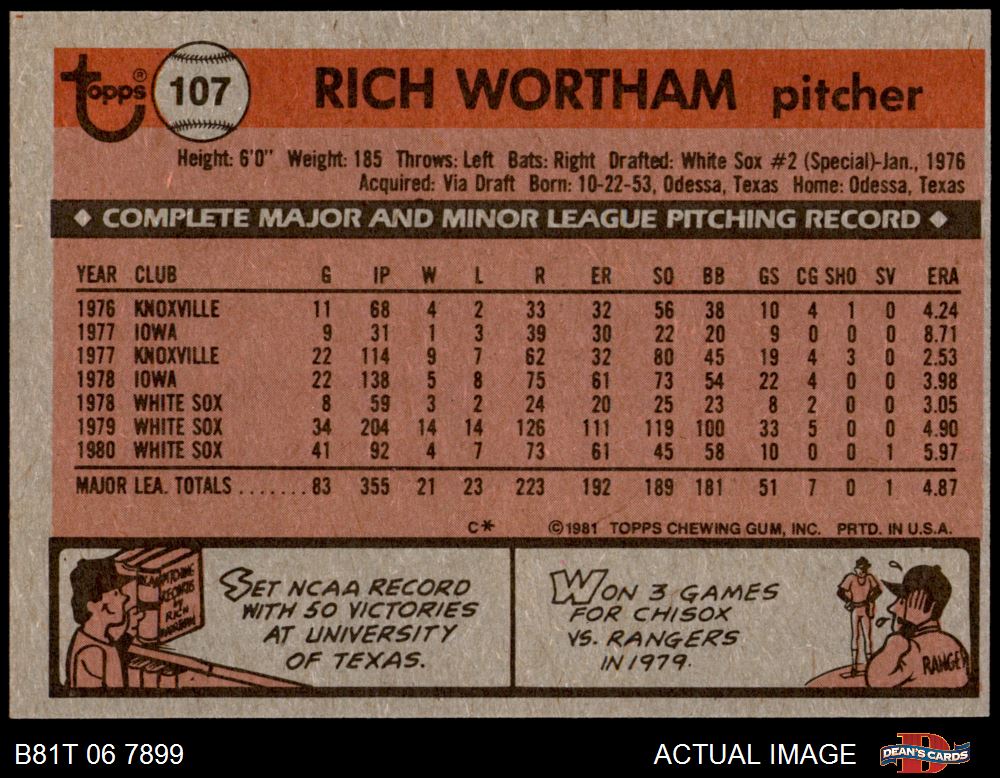 topps® 107 RICH WORTHAM pitcher
Height: 6'0" Weight: 185 Throws: Left Bats: Right Drafted: White Sox #2 (Special)-Jan., 1976
Acquired: Via Draft Born: 10-22-53, Odessa, Texas Home: Odessa, Texas
◆ COMPLETE MAJOR AND MINOR LEAGUE PITCHING RECORD ◆
YEAR CLUB G IP W L R ER SO BB GS CG SHO SV ERA
1976 KNOXVILLE 11 68 4 2 33 32 56 38 10 4 1 0 4.24
1977 IOWA 9 31 1 3 39 30 22 20 9 0 0 0 8.71
1977 KNOXVILLE 22 114 9 7 62 32 80 45 19 4 3 0 2.53
1978 IOWA 22 138 5 8 75 61 73 54 22 4 0 0 3.98
1978 WHITE SOX 8 59 3 2 24 20 25 23 8 2 0 0 3.05
1979 WHITE SOX 34 204 14 14 126 111 119 100 33 5 0 0 4.90
1980 WHITE SOX 41 92 4 7 73 61 45 58 10 0 0 1 5.97
MAJOR LEA. TOTALS ....... 83 355 21 23 223 192 189 181 51 7 0 1 4.87
C* ©1981 TOPPS CHEWING GUM, INC. PRTD. IN U.S.A.
RECORDS
by
RICH
SET NCAA RECORD
WITH 50 VICTORIES
AT UNIVERSITY
OF TEXAS.
WON 3 GAMES
FOR CHISOX
VS. RANGERS
IN 1979.
RANGE
B81T 06 7899 ACTUAL IMAGE DEAN'S CARDS